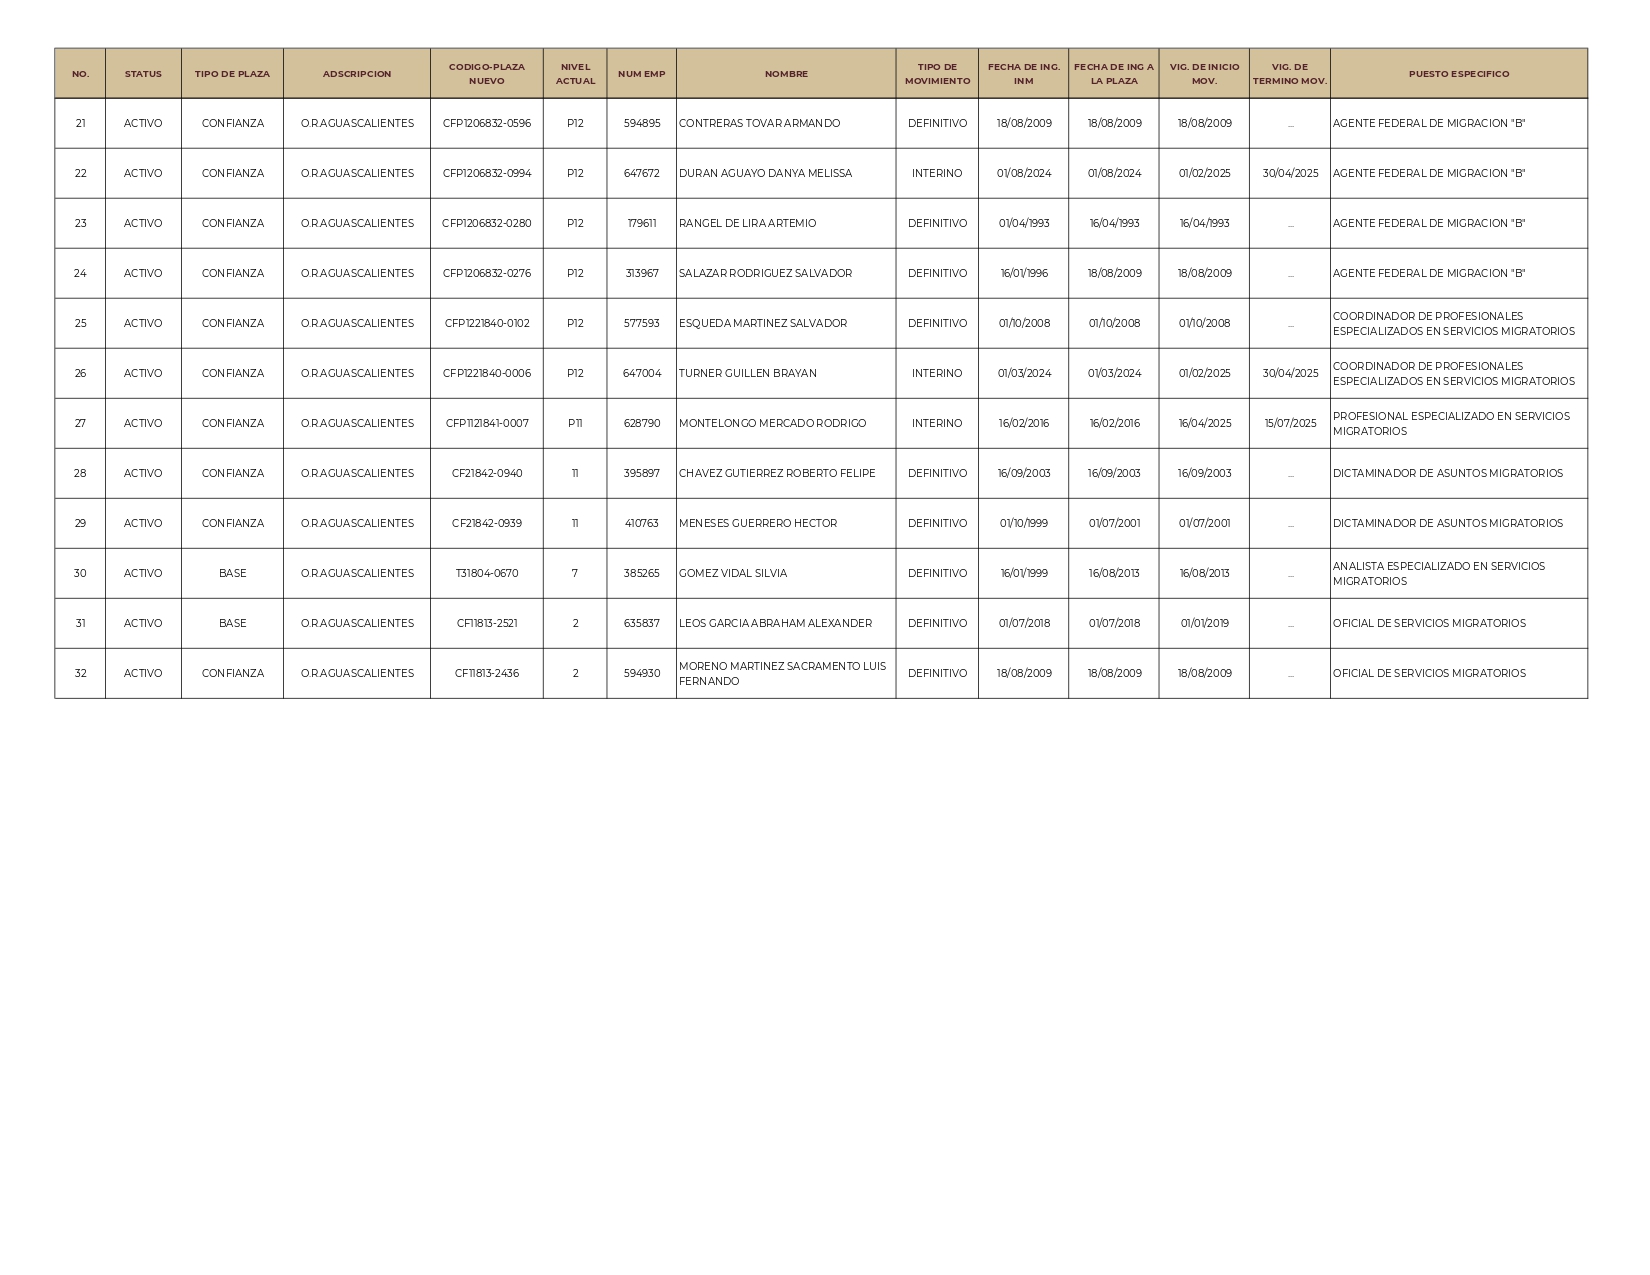 NO. STATUS TIPO DE PLAZA ADSCRIPCION CODIGO-PLAZA NUEVO NIVEL ACTUAL NUM EMP NOMBRE TIPO DE MOVIMIENTO FECHA DE ING. INM FECHA DE ING A LA PLAZA VIG. DE INICIO MOV. VIG. DE TERMINO MOV. PUESTO ESPECIFICO
21 ACTIVO CONFIANZA O.R.AGUASCALIENTES CFP1206832-0596 P12 594895 CONTRERAS TOVAR ARMANDO DEFINITIVO 18/08/2009 18/08/2009 18/08/2009 ... AGENTE FEDERAL DE MIGRACION "B"
22 ACTIVO CONFIANZA O.R.AGUASCALIENTES CFP1206832-0994 P12 647672 DURAN AGUAYO DANYA MELISSA INTERINO 01/08/2024 01/08/2024 01/02/2025 30/04/2025 AGENTE FEDERAL DE MIGRACION "B"
23 ACTIVO CONFIANZA O.R.AGUASCALIENTES CFP1206832-0280 P12 179611 RANGEL DE LIRA ARTEMIO DEFINITIVO 01/04/1993 16/04/1993 16/04/1993 ... AGENTE FEDERAL DE MIGRACION "B"
24 ACTIVO CONFIANZA O.R.AGUASCALIENTES CFP1206832-0276 P12 313967 SALAZAR RODRIGUEZ SALVADOR DEFINITIVO 16/01/1996 18/08/2009 18/08/2009 ... AGENTE FEDERAL DE MIGRACION "B"
25 ACTIVO CONFIANZA O.R.AGUASCALIENTES CFP1221840-0102 P12 577593 ESQUEDA MARTINEZ SALVADOR DEFINITIVO 01/10/2008 01/10/2008 01/10/2008 ... COORDINADOR DE PROFESIONALES ESPECIALIZADOS EN SERVICIOS MIGRATORIOS
26 ACTIVO CONFIANZA O.R.AGUASCALIENTES CFP1221840-0006 P12 647004 TURNER GUILLEN BRAYAN INTERINO 01/03/2024 01/03/2024 01/02/2025 30/04/2025 COORDINADOR DE PROFESIONALES ESPECIALIZADOS EN SERVICIOS MIGRATORIOS
27 ACTIVO CONFIANZA O.R.AGUASCALIENTES CFP1121841-0007 P11 628790 MONTELONGO MERCADO RODRIGO INTERINO 16/02/2016 16/02/2016 16/04/2025 15/07/2025 PROFESIONAL ESPECIALIZADO EN SERVICIOS MIGRATORIOS
28 ACTIVO CONFIANZA O.R.AGUASCALIENTES CF21842-0940 11 395897 CHAVEZ GUTIERREZ ROBERTO FELIPE DEFINITIVO 16/09/2003 16/09/2003 16/09/2003 ... DICTAMINADOR DE ASUNTOS MIGRATORIOS
29 ACTIVO CONFIANZA O.R.AGUASCALIENTES CF21842-0939 11 410763 MENESES GUERRERO HECTOR DEFINITIVO 01/10/1999 01/07/2001 01/07/2001 ... DICTAMINADOR DE ASUNTOS MIGRATORIOS
30 ACTIVO BASE O.R.AGUASCALIENTES T31804-0670 7 385265 GOMEZ VIDAL SILVIA DEFINITIVO 16/01/1999 16/08/2013 16/08/2013 ... ANALISTA ESPECIALIZADO EN SERVICIOS MIGRATORIOS
31 ACTIVO BASE O.R.AGUASCALIENTES CF11813-2521 2 635837 LEOS GARCIA ABRAHAM ALEXANDER DEFINITIVO 01/07/2018 01/07/2018 01/01/2019 ... OFICIAL DE SERVICIOS MIGRATORIOS
32 ACTIVO CONFIANZA O.R.AGUASCALIENTES CF11813-2436 2 594930 MORENO MARTINEZ SACRAMENTO LUIS FERNANDO DEFINITIVO 18/08/2009 18/08/2009 18/08/2009 ... OFICIAL DE SERVICIOS MIGRATORIOS